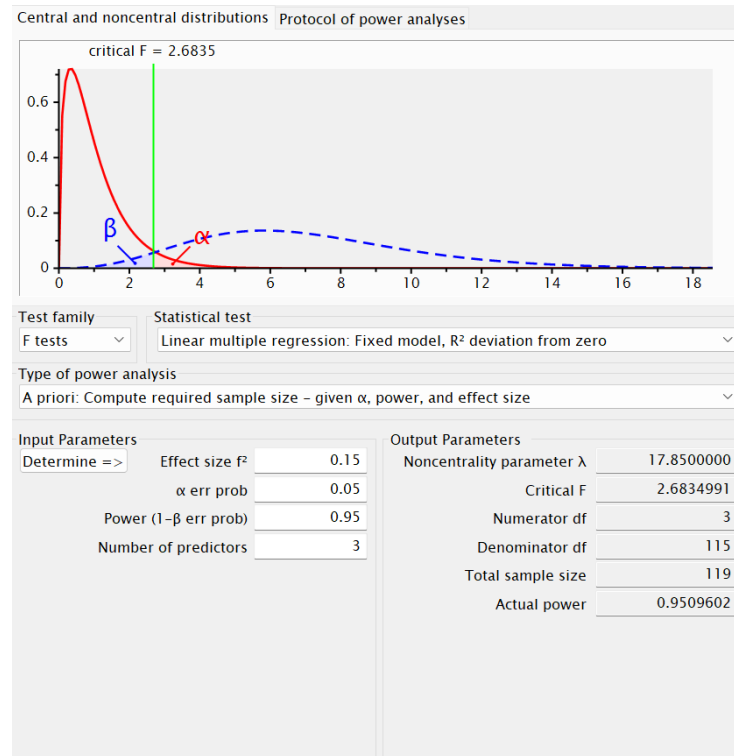 Central and noncentral distributions Protocol of power analyses
critical F = 2.6835
0.6
0.4
0.2
β α
0
0 2 4 6 8 10 12 14 16 18
Test family Statistical test
F tests Linear multiple regression: Fixed model, R² deviation from zero
Type of power analysis
A priori: Compute required sample size – given α, power, and effect size
Input Parameters Output Parameters
Determine => Effect size f² 0.15 Noncentrality parameter λ 17.8500000
α err prob 0.05 Critical F 2.6834991
Power (1-β err prob) 0.95 Numerator df 3
Number of predictors 3 Denominator df 115
Total sample size 119
Actual power 0.9509602